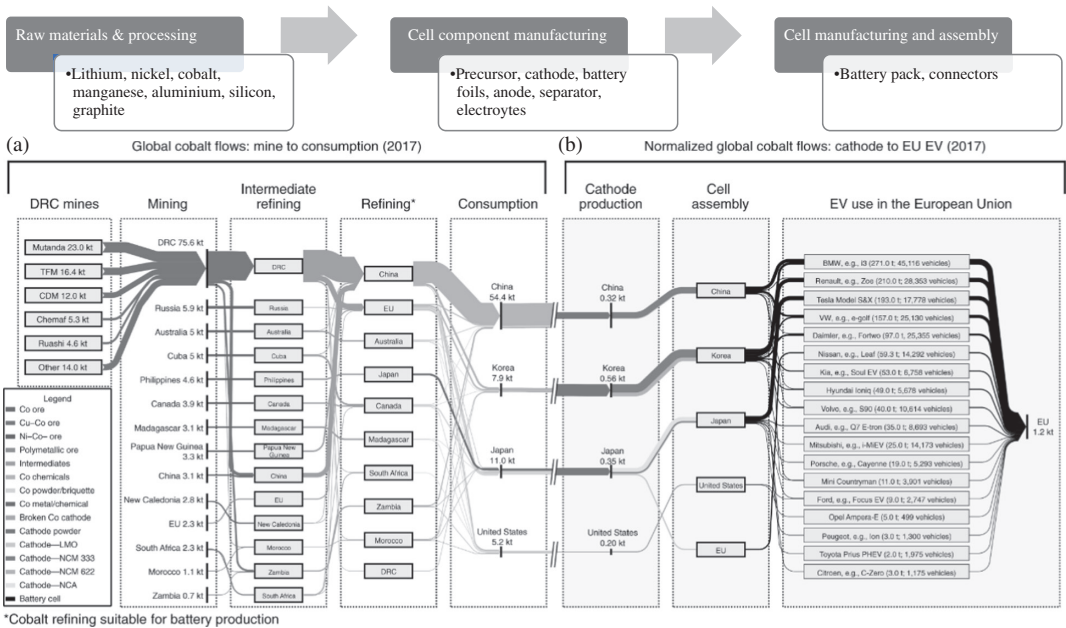 Raw materials & processing
•Lithium, nickel, cobalt,
manganese, aluminium, silicon,
graphite
Cell component manufacturing
•Precursor, cathode, battery
foils, anode, separator,
electroytes
Cell manufacturing and assembly
•Battery pack, connectors
(a)
Global cobalt flows: mine to consumption (2017)
DRC mines
Mining
Intermediate
refining
Refining*
Consumption
Mutanda 23.0 kt
TFM 16.4 kt
CDM 12.0 kt
Chemaf 5.3 kt
Ruashi 4.6 kt
Other 14.0 kt
Legend
Co ore
Cu–Co ore
Ni–Co– ore
Polymetallic ore
Intermediates
Co chemicals
Co powder/briquette
Co metal/chemical
Broken Co cathode
Cathode powder
Cathode—LMO
Cathode—NCM 333
Cathode—NCM 622
Cathode—NCA
Battery cell
DRC 75.6 kt
Russia 5.9 kt
Australia 5 kt
Cuba 5 kt
Philippines 4.6 kt
Canada 3.9 kt
Madagascar 3.1 kt
Papua New Guinea
3.3 kt
China 3.1 kt
New Caledonia 2.8 kt
EU 2.3 kt
South Africa 2.3 kt
Morocco 1.1 kt
Zambia 0.7 kt
DRC
Russia
Australia
Cuba
Philippines
Canada
Madagascar
Papua New
Guinea
China
EU
New Caledonia
Morocco
Zambia
South Africa
China
EU
Australia
Japan
Canada
Madagascar
South Africa
Zambia
Morocco
DRC
China
54.4 kt
Korea
7.9 kt
Japan
11.0 kt
United States
5.2 kt
(b)
Normalized global cobalt flows: cathode to EU EV (2017)
Cathode
production
Cell
assembly
EV use in the European Union
China
0.32 kt
Korea
0.56 kt
Japan
0.35 kt
United States
0.20 kt
China
Korea
Japan
United States
EU
BMW, e.g., i3 (271.0 t; 45,116 vehicles)
Renault, e.g., Zoe (210.0 t; 28,353 vehicles)
Tesla Model S&X (193.0 t; 17,778 vehicles)
VW, e.g., e-golf (157.0 t; 25,130 vehicles)
Daimler, e.g., Fortwo (97.0 t; 25,355 vehicles)
Nissan, e.g., Leaf (59.3 t; 14,292 vehicles)
Kia, e.g., Soul EV (53.0 t; 8,758 vehicles)
Hyundai Ioniq (49.0 t; 5,678 vehicles)
Volvo, e.g., S90 (40.0 t; 10,614 vehicles)
Audi, e.g., Q7 E-tron (35.0 t; 8,693 vehicles)
Mitsubishi, e.g., i-MiEV (25.0 t; 14,173 vehicles)
Porsche, e.g., Cayenne (19.0 t; 5,293 vehicles)
Mini Countryman (11.0 t; 3,901 vehicles)
Ford, e.g., Focus EV (9.0 t; 2,747 vehicles)
Opel Ampera-E (5.0 t; 499 vehicles)
Peugeot, e.g., Ion (3.0 t; 1,300 vehicles)
Toyota Prius PHEV (2.0 t; 1,975 vehicles)
Citroen, e.g., C-Zero (3.0 t; 1,175 vehicles)
EU
1.2 kt
*Cobalt refining suitable for battery production